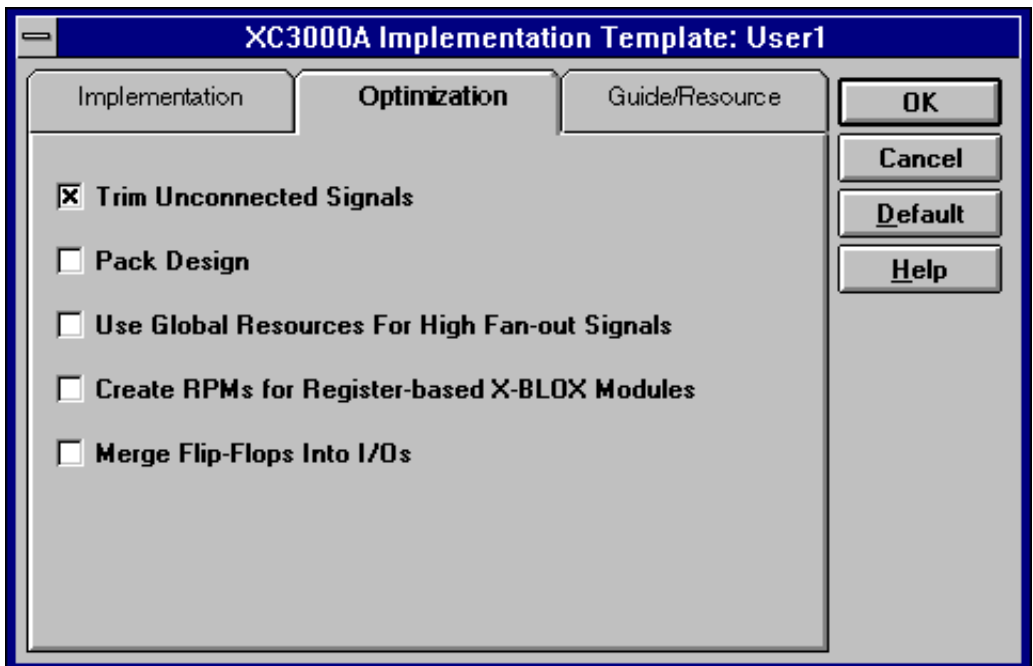 XC3000A Implementation Template: User1
Implementation
Optimization
Guide/Resource
OK
Cancel
Default
Help
Trim Unconnected Signals
Pack Design
Use Global Resources For High Fan-out Signals
Create RPMs for Register-based X-BLOX Modules
Merge Flip-Flops Into I/Os